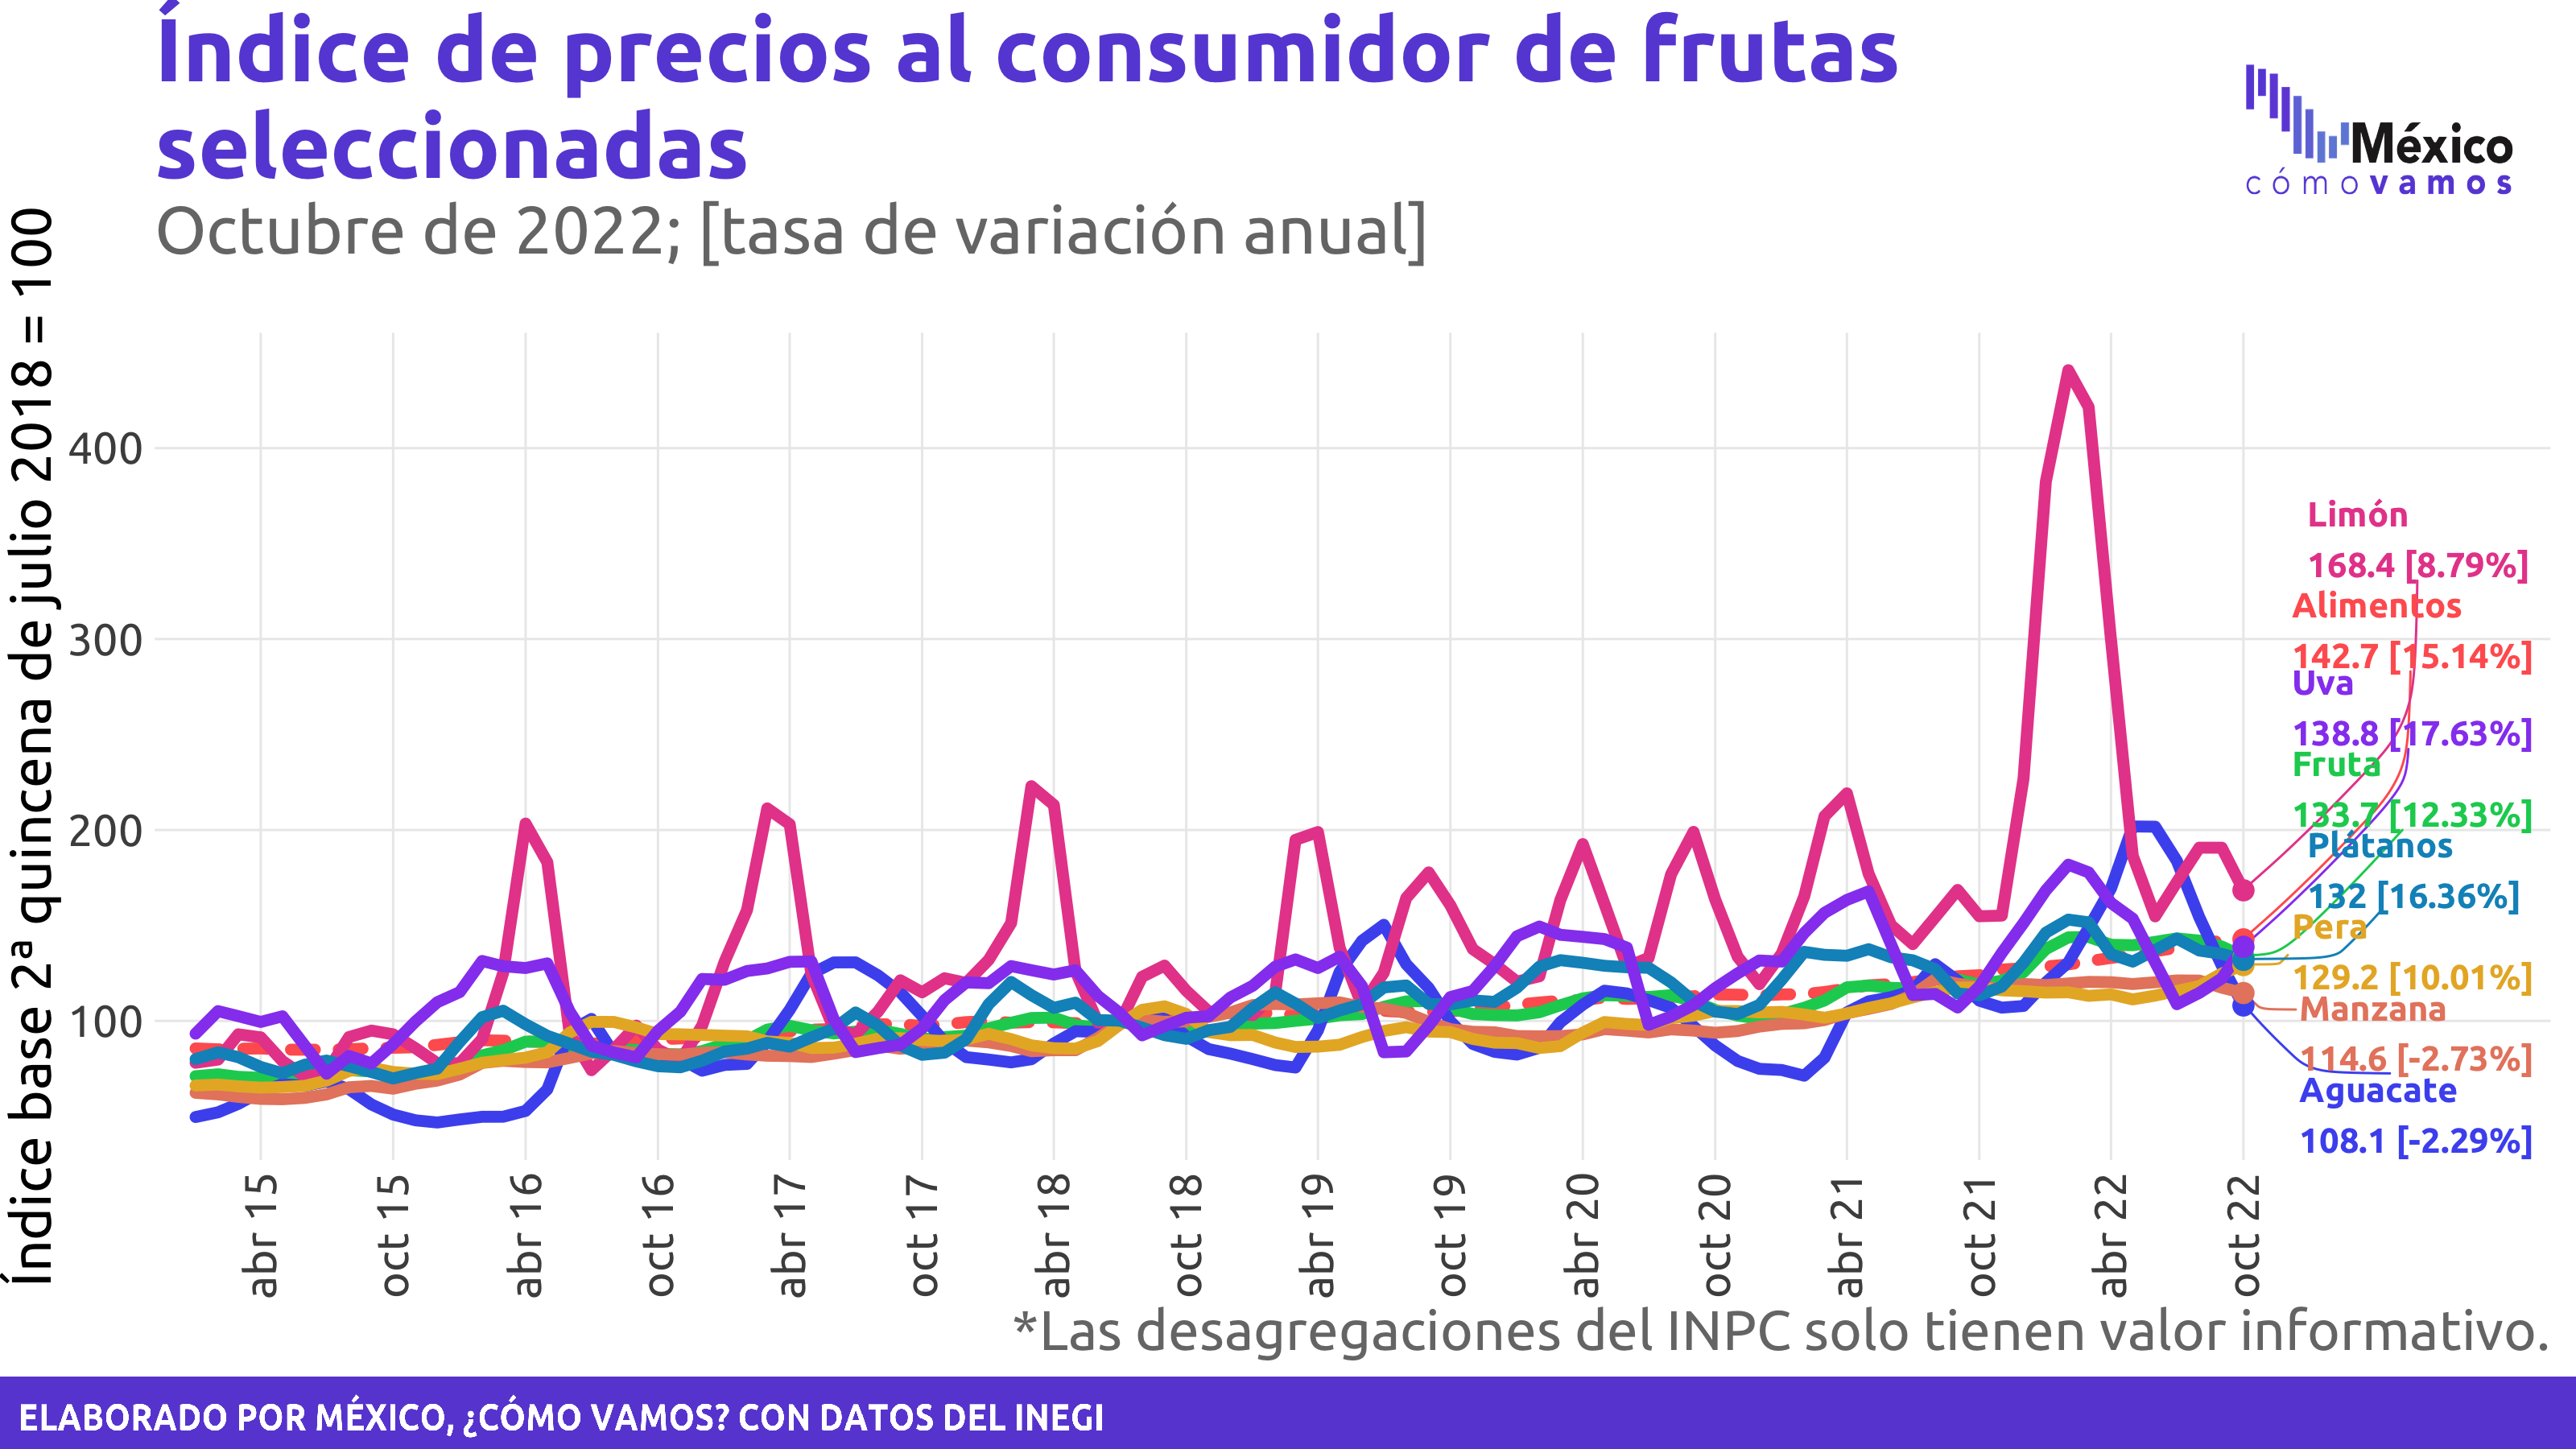 Índice de precios al consumidor de frutas
seleccionadas
Octubre de 2022; [tasa de variación anual]
México
cómo vamos
Índice base 2ª quincena de julio 2018 = 100
400
300
200
100
Limón
168.4 [8.79%]
Alimentos
142.7 [15.14%]
Uva
138.8 [17.63%]
Fruta
133.7 [12.33%]
Plátanos
132 [16.36%]
Pera
129.2 [10.01%]
Manzana
114.6 [-2.73%]
Aguacate
108.1 [-2.29%]
abr 15
oct 15
abr 16
oct 16
abr 17
oct 17
abr 18
oct 18
abr 19
oct 19
abr 20
oct 20
abr 21
oct 21
abr 22
oct 22
*Las desagregaciones del INPC solo tienen valor informativo.
ELABORADO POR MÉXICO, ¿CÓMO VAMOS? CON DATOS DEL INEGI